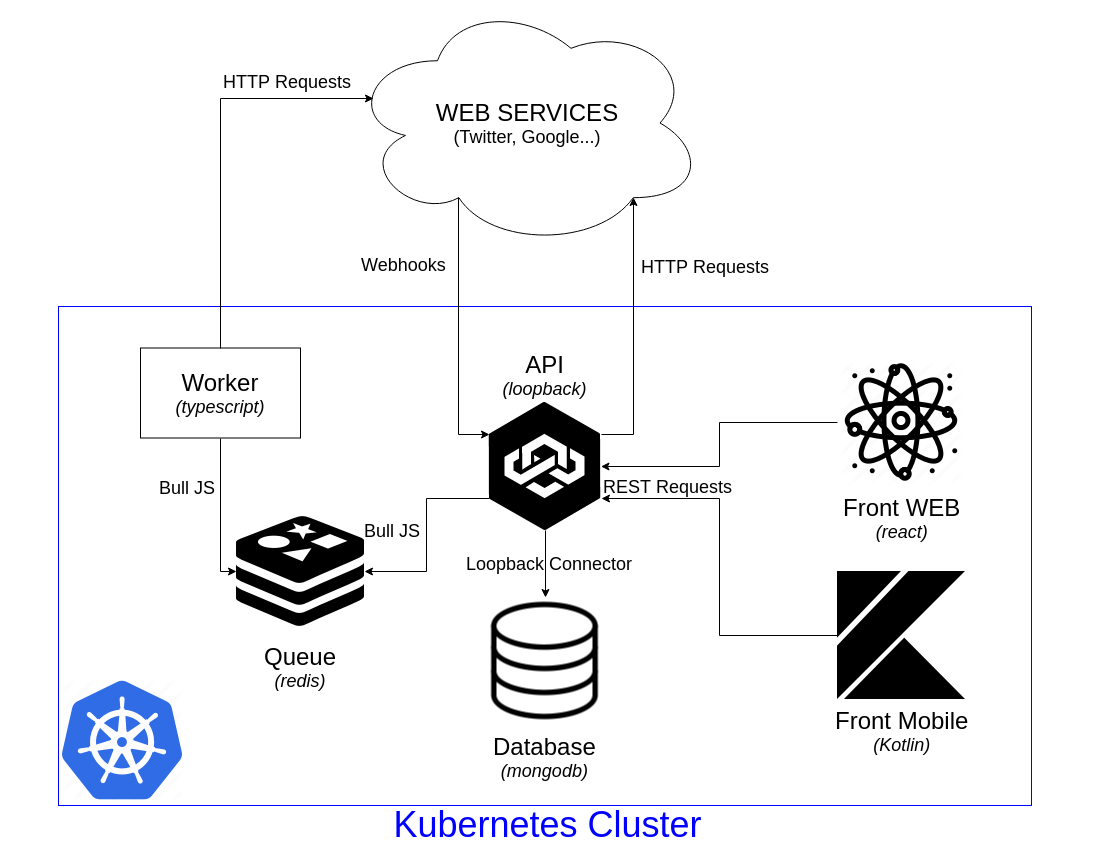 HTTP Requests
WEB SERVICES
(Twitter, Google...)
Webhooks
HTTP Requests
Worker
(typescript)
API
(loopback)
Bull JS
REST Requests
Front WEB
(react)
Bull JS
Loopback Connector
Queue
(redis)
Front Mobile
(Kotlin)
Database
(mongodb)
Kubernetes Cluster